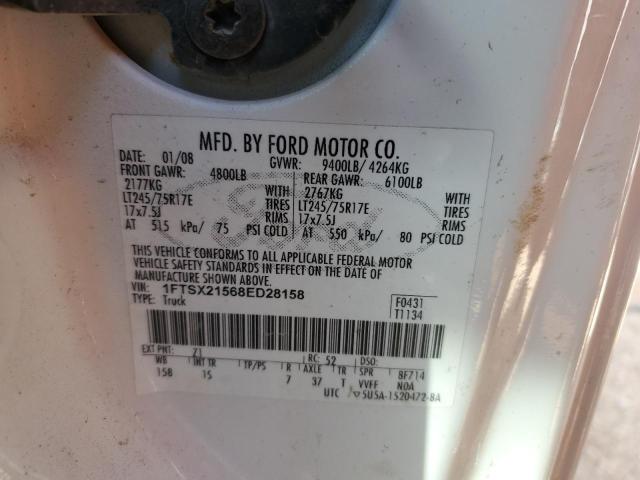 MFD. BY FORD MOTOR CO.
DATE: 01/08 GVWR: 9400LB/ 4264KG
FRONT GAWR: 4800LB REAR GAWR: 6100LB
2177KG WITH 2767KG WITH
LT245/75R17E TIRES LT245/75R17E TIRES
17x7.5J RIMS 17x7.5J RIMS
AT 515 kPa/ 75 PSI COLD AT 550 kPa/ 80 PSI COLD
THIS VEHICLE CONFORMS TO ALL APPLICABLE FEDERAL MOTOR
VEHICLE SAFETY STANDARDS IN EFFECT ON THE DATE OF
MANUFACTURE SHOWN ABOVE.
VIN: 1FTSX21568ED28158 F0431
TYPE: Truck T1134
EXT PNT: Z1 RC: 52 DSO:
WB INT TR TP/PS R AXLE TR SPR 8F714
158 15 7 37 T VVFF NOA
UTC 5U5A-1520472-BA